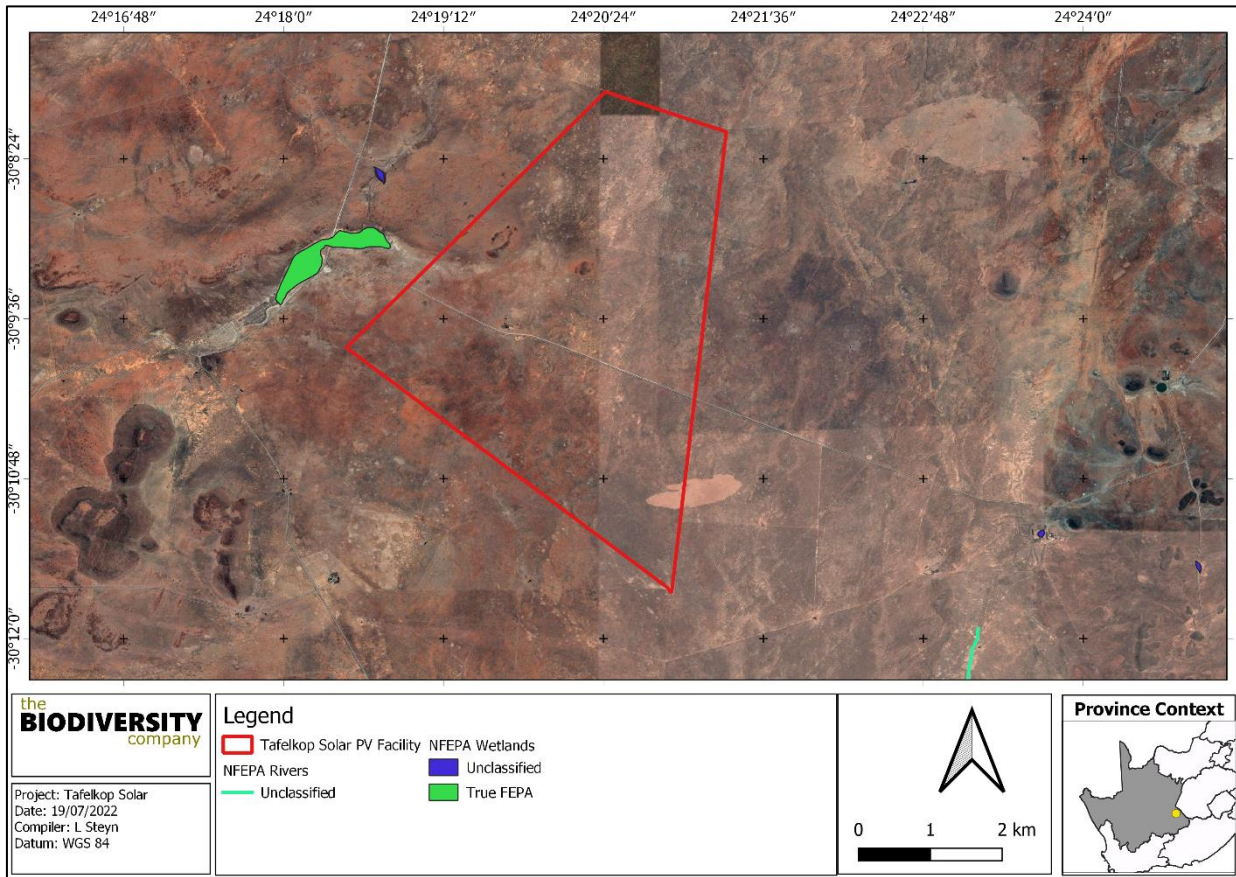 24°16'48" 24°18'0" 24°19'12" 24°20'24" 24°21'36" 24°22'48" 24°24'0"
-30°8'24"
-30°9'36"
-30°10'48"
-30°12'0"
the
BIODIVERSITY
company
Project: Tafelkop Solar
Date: 19/07/2022
Compiler: L Steyn
Datum: WGS 84
Legend
Tafelkop Solar PV Facility
NFEPA Rivers
Unclassified
NFEPA Wetlands
Unclassified
True FEPA
0 1 2 km
Province Context